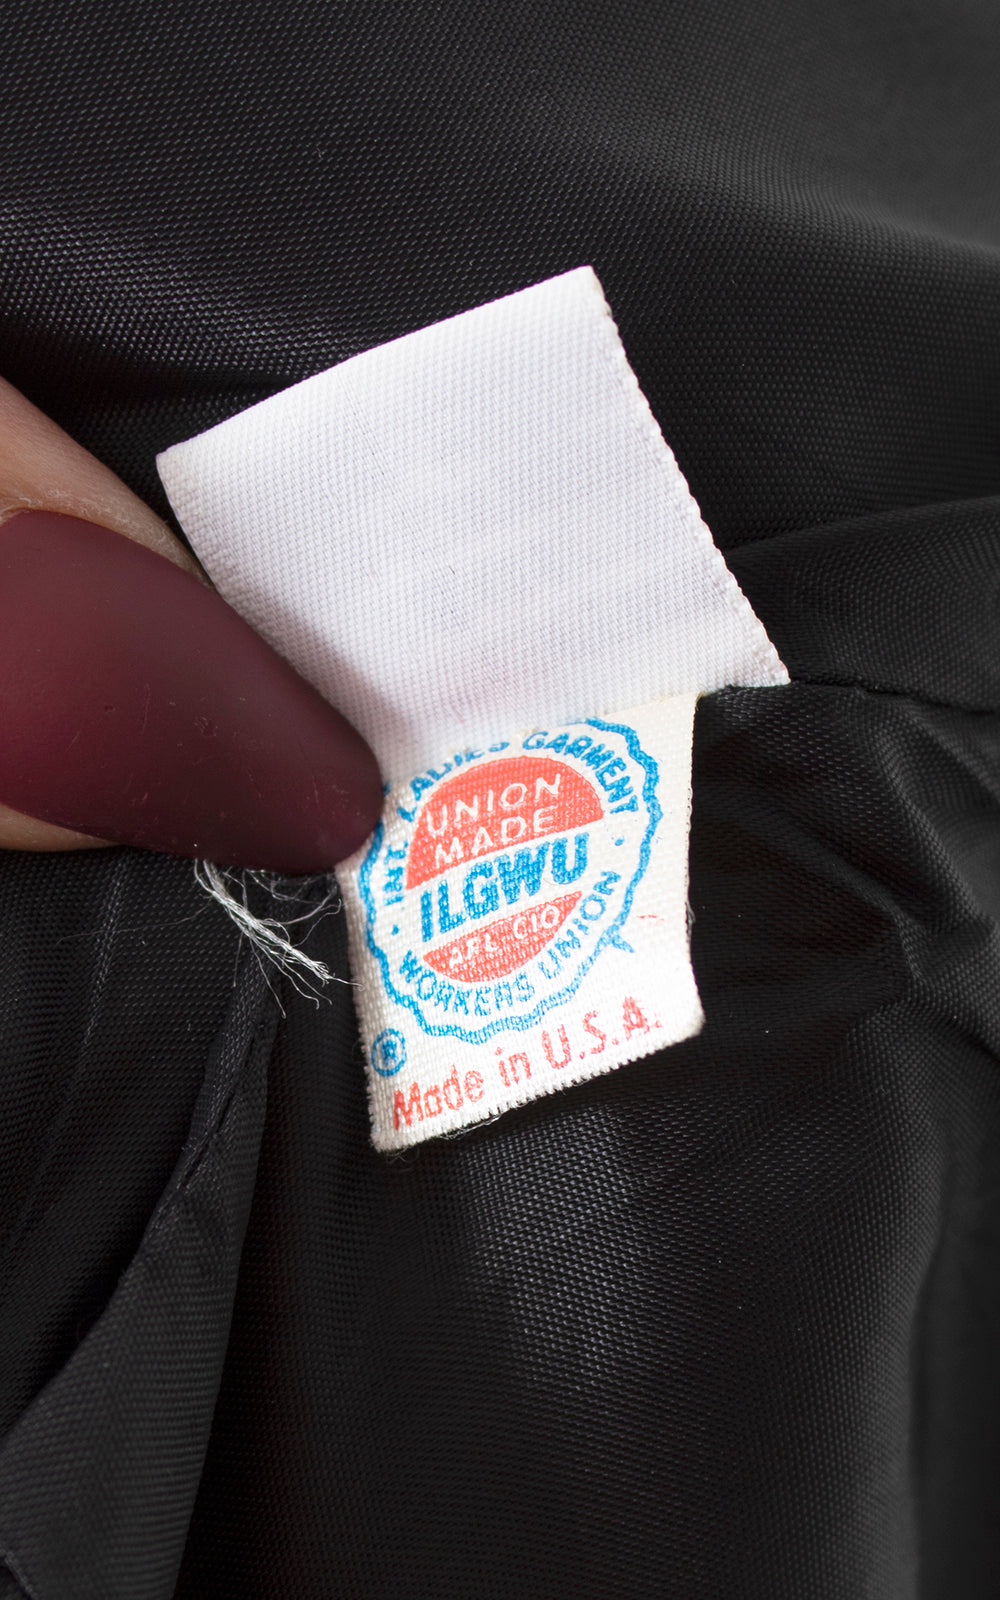 INT. LADIES GARMENT
UNION
MADE
ILGWU
AFL-CIO
WORKERS UNION
®
Made in U.S.A.